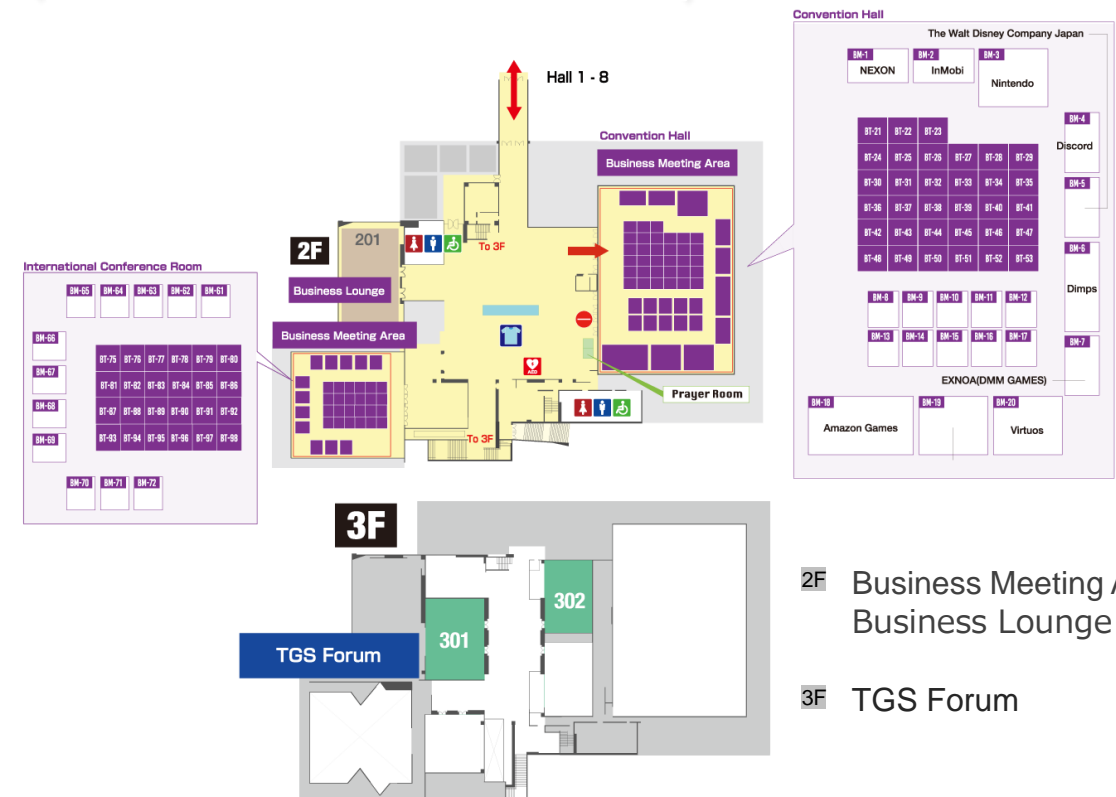 Convention Hall
The Walt Disney Company Japan
BM-1 BM-2 BM-3
NEXON InMobi Nintendo
BM-4
Discord
BT-21 BT-22 BT-23
BT-24 BT-25 BT-26 BT-27 BT-28 BT-29
BM-5
BT-30 BT-31 BT-32 BT-33 BT-34 BT-35
BT-36 BT-37 BT-38 BT-39 BT-40 BT-41
BT-42 BT-43 BT-44 BT-45 BT-46 BT-47
BM-6
BT-48 BT-49 BT-50 BT-51 BT-52 BT-53
Dimps
BM-8 BM-9 BM-10 BM-11 BM-12
BM-13 BM-14 BM-15 BM-16 BM-17
BM-7
EXNOA(DMM GAMES)
BM-18 BM-19 BM-20
Amazon Games Virtuos
Hall 1 - 8
Convention Hall
Business Meeting Area
2F
201
To 3F
Business Lounge
Business Meeting Area
AED
Prayer Room
To 3F
International Conference Room
BM-65 BM-64 BM-63 BM-62 BM-61
BM-66
BM-67
BM-68
BM-69
BT-75 BT-76 BT-77 BT-78 BT-79 BT-80
BT-81 BT-82 BT-83 BT-84 BT-85 BT-86
BT-87 BT-88 BT-89 BT-90 BT-91 BT-92
BT-93 BT-94 BT-95 BT-96 BT-97 BT-98
BM-70 BM-71 BM-72
3F
302
301
TGS Forum
2F Business Meeting A
Business Lounge
3F TGS Forum